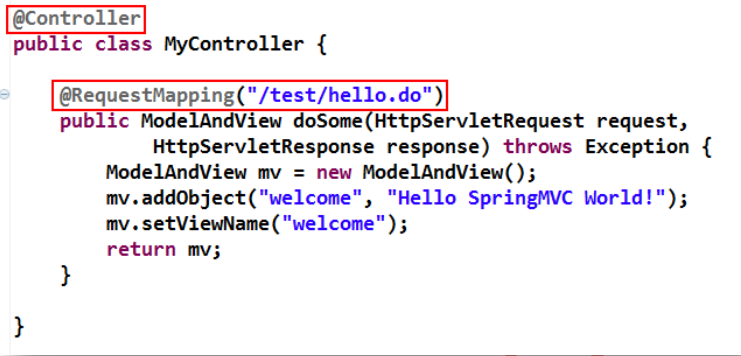 @Controller
public class MyController {
@RequestMapping("/test/hello.do")
public ModelAndView doSome(HttpServletRequest request,
HttpServletResponse response) throws Exception {
ModelAndView mv = new ModelAndView();
mv.addObject("welcome", "Hello SpringMVC World!");
mv.setViewName("welcome");
return mv;
}
}